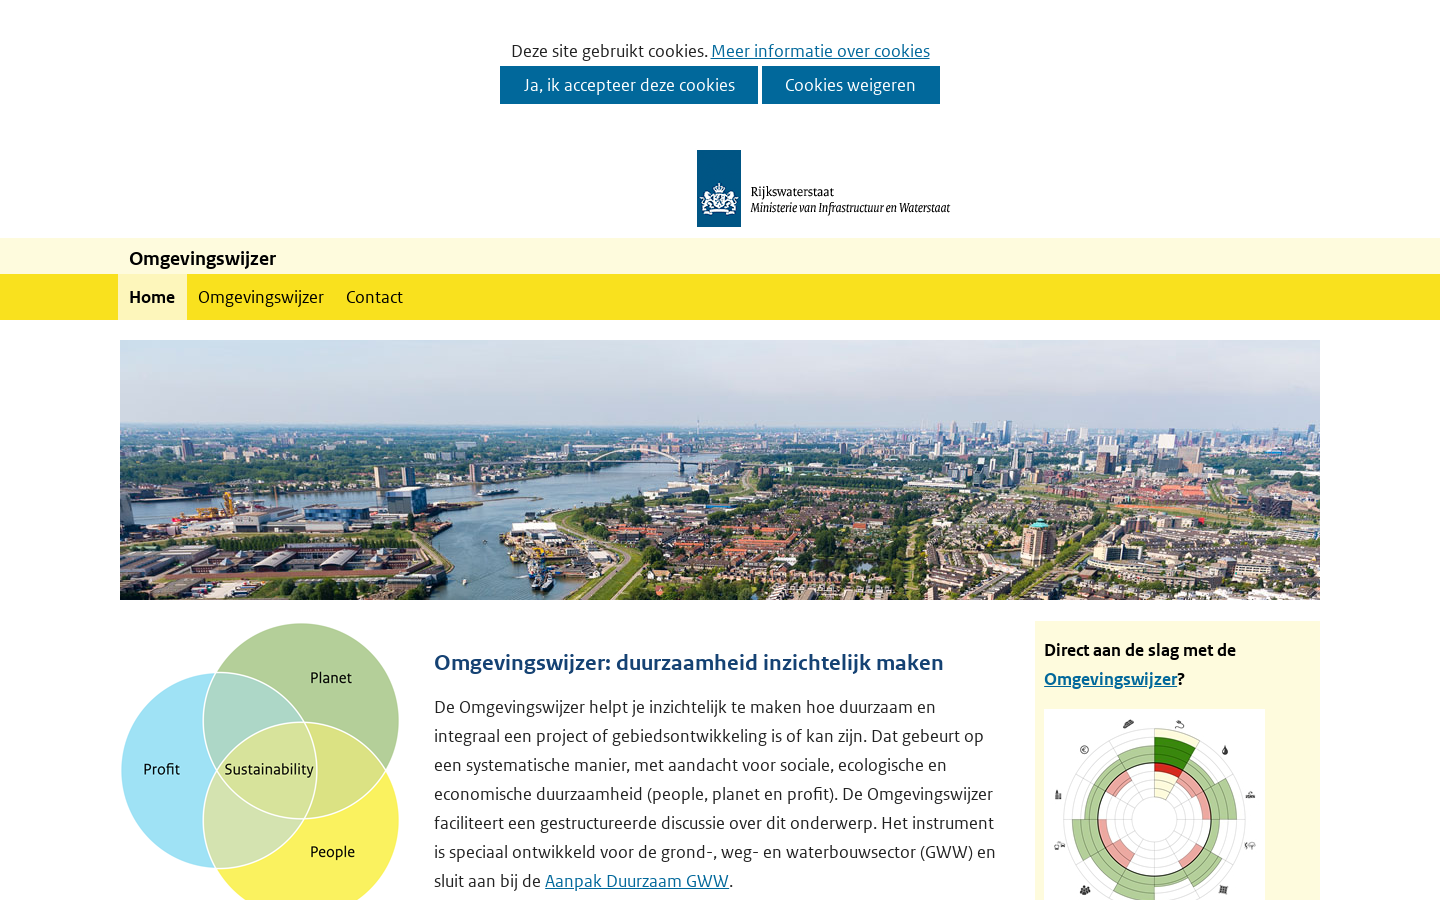 Deze site gebruikt cookies. Meer informatie over cookies
Ja, ik accepteer deze cookies
Cookies weigeren
Rijkswaterstaat
Ministerie van Infrastructuur en Waterstaat
Omgevingswijzer
Home
Omgevingswijzer
Contact
Planet
Profit
Sustainability
People
Omgevingswijzer: duurzaamheid inzichtelijk maken
De Omgevingswijzer helpt je inzichtelijk te maken hoe duurzaam en
integraal een project of gebiedsontwikkeling is of kan zijn. Dat gebeurt op
een systematische manier, met aandacht voor sociale, ecologische en
economische duurzaamheid (people, planet en profit). De Omgevingswijzer
faciliteert een gestructureerde discussie over dit onderwerp. Het instrument
is speciaal ontwikkeld voor de grond-, weg- en waterbouwsector (GWW) en
sluit aan bij de Aanpak Duurzaam GWW.
Direct aan de slag met de
Omgevingswijzer?